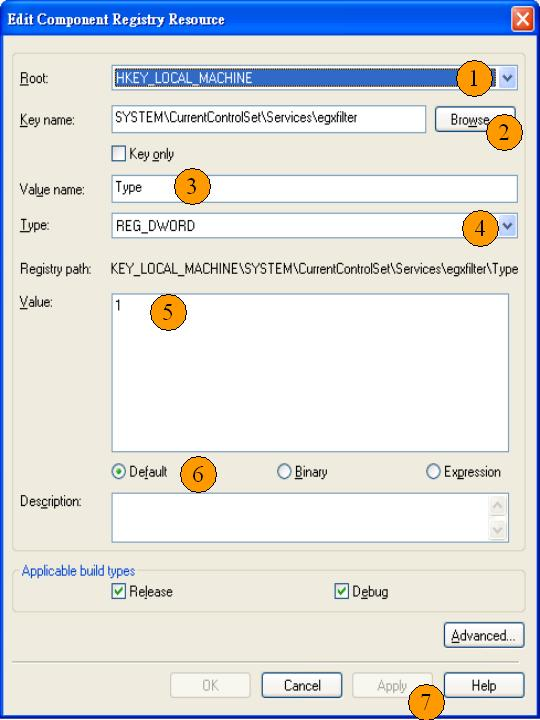 Edit Component Registry Resource
Root: HKEY_LOCAL_MACHINE 1
Key name: SYSTEM\CurrentControlSet\Services\egxfilter Browse 2
Key only
Value name: Type 3
Type: REG_DWORD 4
Registry path: KEY_LOCAL_MACHINE\SYSTEM\CurrentControlSet\Services\egxfilter\Type
Value: 1 5
Default 6 Binary Expression
Description:
Applicable build types
Release Debug
Advanced...
OK Cancel Apply 7 Help